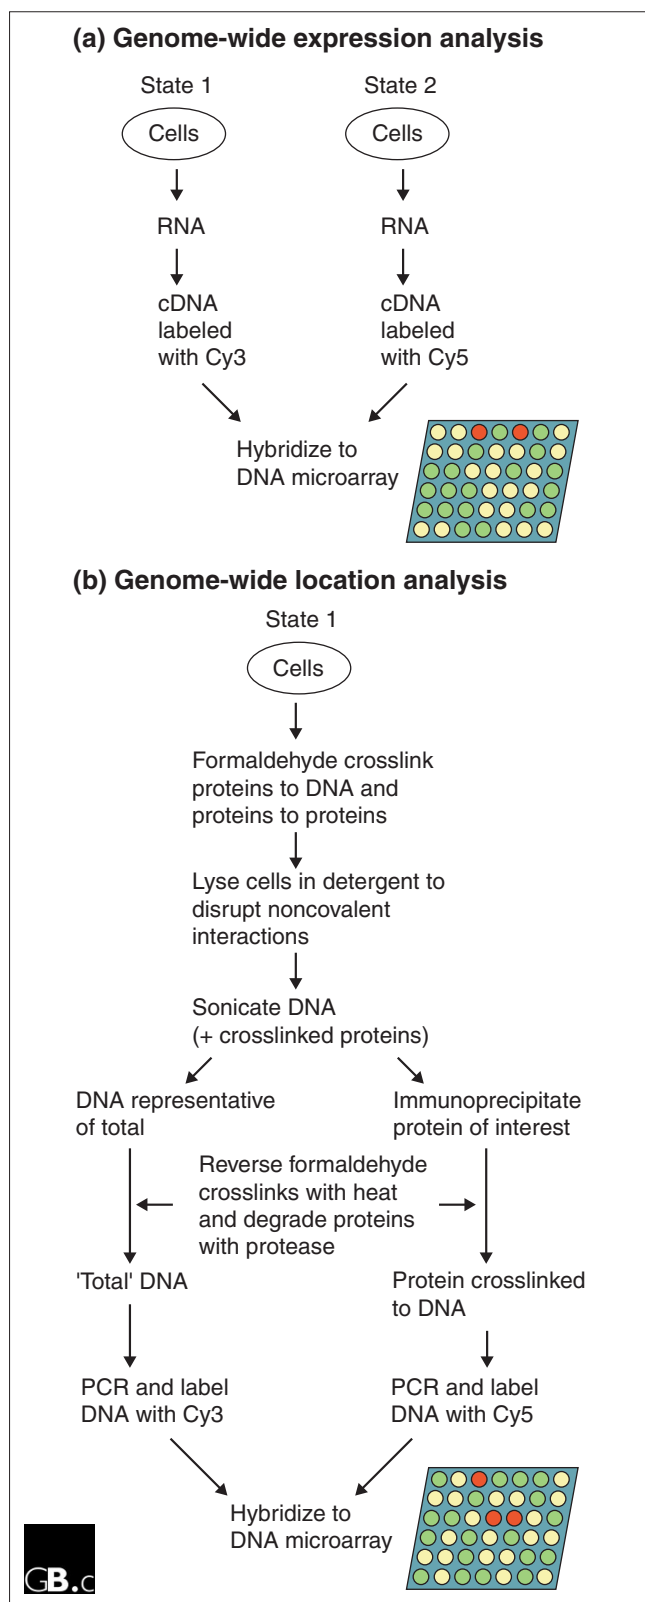 (a) Genome-wide expression analysis
State 1
State 2
Cells
Cells
RNA
RNA
cDNA
labeled
with Cy3
cDNA
labeled
with Cy5
Hybridize to
DNA microarray
(b) Genome-wide location analysis
State 1
Cells
Formaldehyde crosslink
proteins to DNA and
proteins to proteins
Lyse cells in detergent to
disrupt noncovalent
interactions
Sonicate DNA
(+ crosslinked proteins)
DNA representative
of total
Immunoprecipitate
protein of interest
Reverse formaldehyde
crosslinks with heat
and degrade proteins
with protease
'Total' DNA
Protein crosslinked
to DNA
PCR and label
DNA with Cy3
PCR and label
DNA with Cy5
Hybridize to
DNA microarray
GB.c